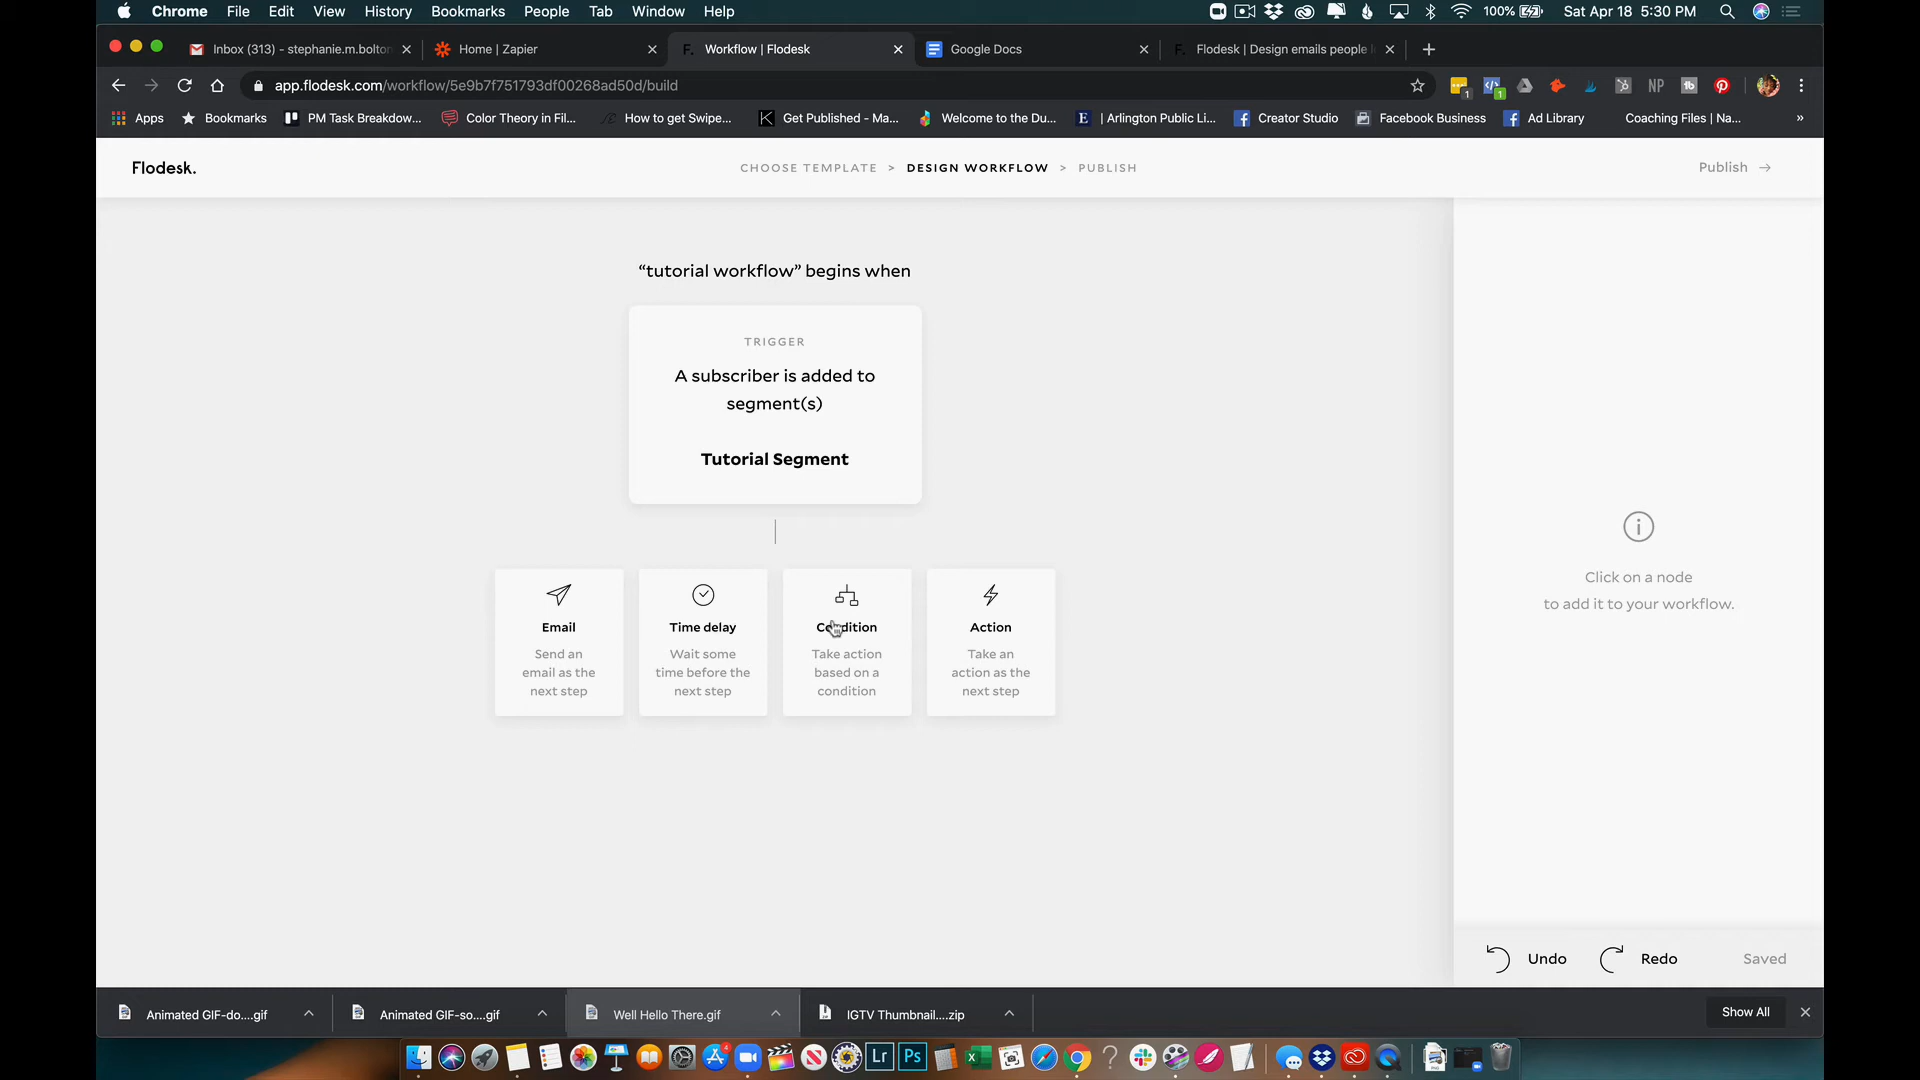 Chrome File Edit View History Bookmarks People Tab Window Help 100% Sat Apr 18 5:30 PM
Inbox (313) - stephanie.m.bolton
Home | Zapier
Workflow | Flodesk
Google Docs
Flodesk | Design emails people l
app.flodesk.com/workflow/5e9b7f751793df00268ad50d/build
Apps
Bookmarks
PM Task Breakdow...
Color Theory in Fil...
How to get Swipe...
Get Published - Ma...
Welcome to the Du...
| Arlington Public Li...
Creator Studio
Facebook Business
Ad Library
Coaching Files | Na...
Flodesk.
CHOOSE TEMPLATE > DESIGN WORKFLOW > PUBLISH
Publish →
“tutorial workflow” begins when
TRIGGER
A subscriber is added to
segment(s)
Tutorial Segment
Email
Send an
email as the
next step
Time delay
Wait some
time before the
next step
Condition
Take action
based on a
condition
Action
Take an
action as the
next step
Click on a node
to add it to your workflow.
Undo
Redo
Saved
Animated GIF-do....gif
Animated GIF-so....gif
Well Hello There.gif
IGTV Thumbnail....zip
Show All
Lr
Ps